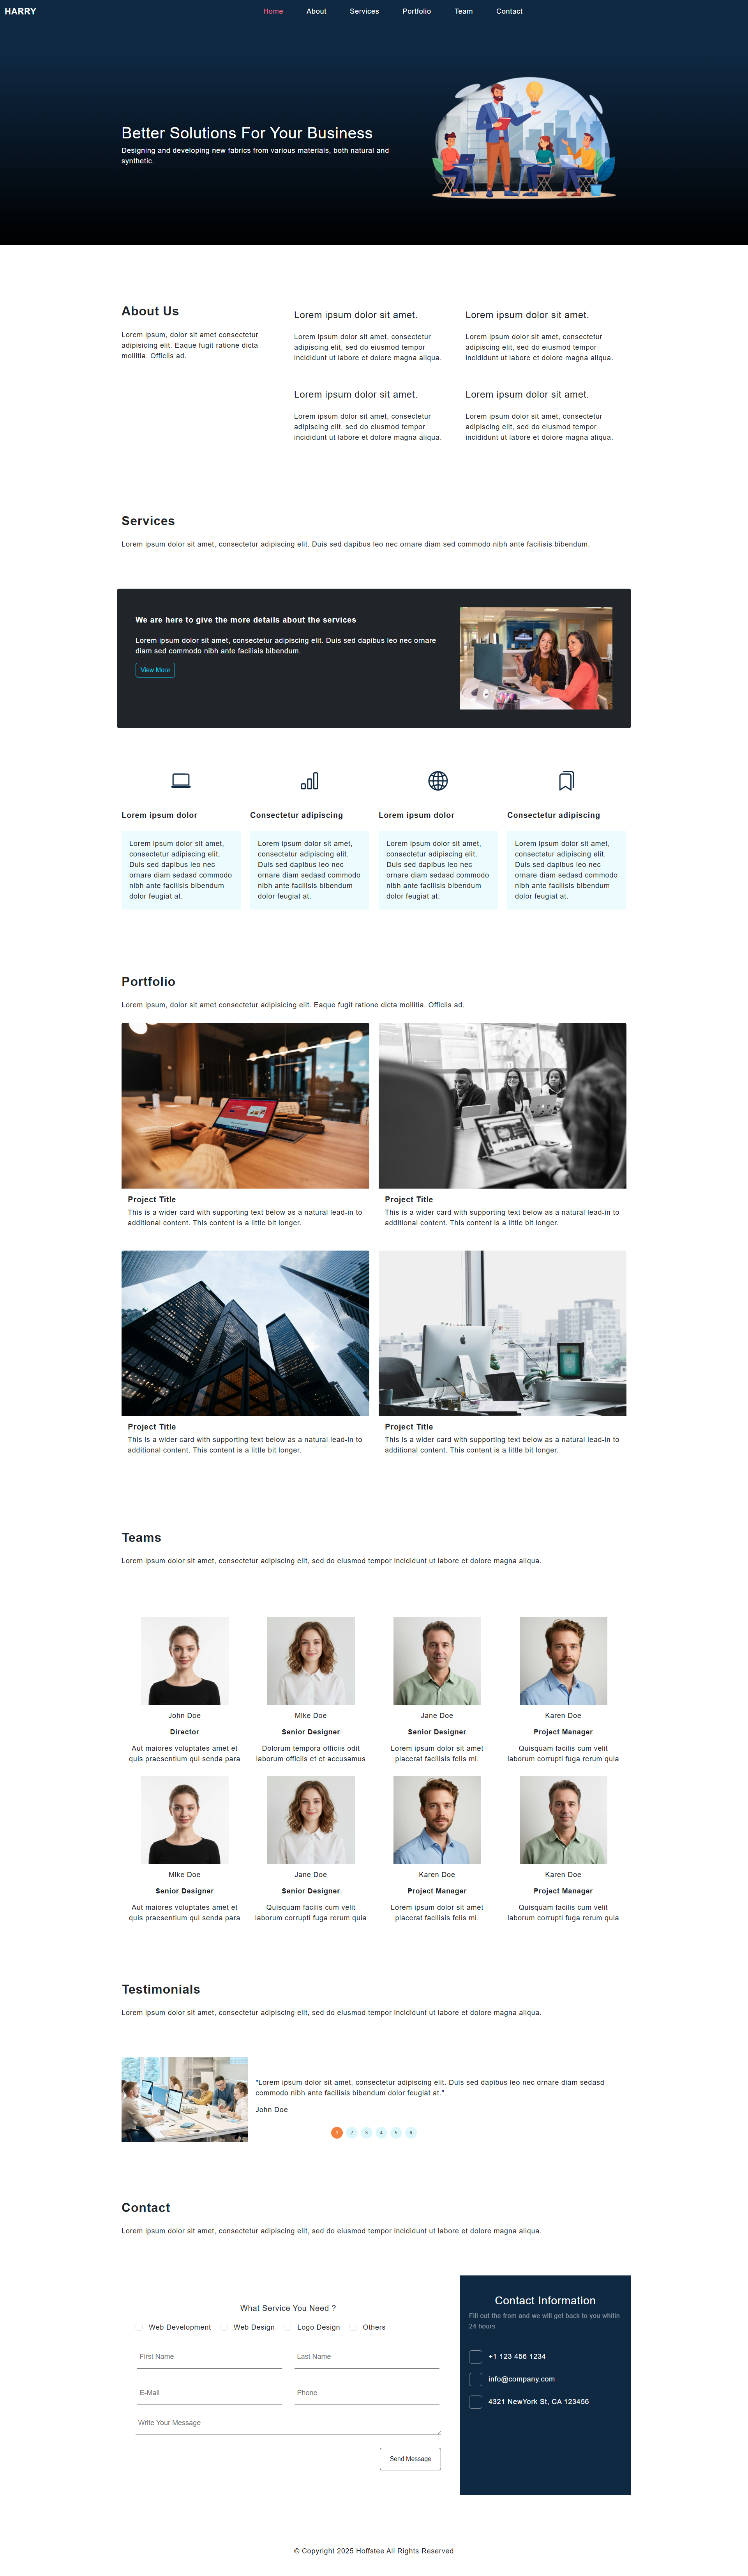 HARRY
Home
About
Services
Portfolio
Team
Contact
Better Solutions For Your Business
Designing and developing new fabrics from various materials, both natural and
synthetic.
About Us
Lorem ipsum, dolor sit amet consectetur
adipisicing elit. Eaque fugit ratione dicta
mollitia. Officiis ad.
Lorem ipsum dolor sit amet.
Lorem ipsum dolor sit amet, consectetur
adipiscing elit, sed do eiusmod tempor
incididunt ut labore et dolore magna aliqua.
Lorem ipsum dolor sit amet.
Lorem ipsum dolor sit amet, consectetur
adipiscing elit, sed do eiusmod tempor
incididunt ut labore et dolore magna aliqua.
Lorem ipsum dolor sit amet.
Lorem ipsum dolor sit amet, consectetur
adipiscing elit, sed do eiusmod tempor
incididunt ut labore et dolore magna aliqua.
Lorem ipsum dolor sit amet.
Lorem ipsum dolor sit amet, consectetur
adipiscing elit, sed do eiusmod tempor
incididunt ut labore et dolore magna aliqua.
Services
Lorem ipsum dolor sit amet, consectetur adipiscing elit. Duis sed dapibus leo nec ornare diam sed commodo nibh ante facilisis bibendum.
We are here to give the more details about the services
Lorem ipsum dolor sit amet, consectetur adipiscing elit. Duis sed dapibus leo nec ornare
diam sed commodo nibh ante facilisis bibendum.
View More
Lorem ipsum dolor
Lorem ipsum dolor sit amet,
consectetur adipiscing elit.
Duis sed dapibus leo nec
ornare diam sedasd commodo
nibh ante facilisis bibendum
dolor feugiat at.
Consectetur adipiscing
Lorem ipsum dolor sit amet,
consectetur adipiscing elit.
Duis sed dapibus leo nec
ornare diam sedasd commodo
nibh ante facilisis bibendum
dolor feugiat at.
Lorem ipsum dolor
Lorem ipsum dolor sit amet,
consectetur adipiscing elit.
Duis sed dapibus leo nec
ornare diam sedasd commodo
nibh ante facilisis bibendum
dolor feugiat at.
Consectetur adipiscing
Lorem ipsum dolor sit amet,
consectetur adipiscing elit.
Duis sed dapibus leo nec
ornare diam sedasd commodo
nibh ante facilisis bibendum
dolor feugiat at.
Portfolio
Lorem ipsum, dolor sit amet consectetur adipisicing elit. Eaque fugit ratione dicta mollitia. Officiis ad.
Project Title
This is a wider card with supporting text below as a natural lead-in to
additional content. This content is a little bit longer.
Project Title
This is a wider card with supporting text below as a natural lead-in to
additional content. This content is a little bit longer.
Project Title
This is a wider card with supporting text below as a natural lead-in to
additional content. This content is a little bit longer.
Project Title
This is a wider card with supporting text below as a natural lead-in to
additional content. This content is a little bit longer.
Teams
Lorem ipsum dolor sit amet, consectetur adipiscing elit, sed do eiusmod tempor incididunt ut labore et dolore magna aliqua.
John Doe
Director
Aut maiores voluptates amet et
quis praesentium qui senda para
Mike Doe
Senior Designer
Dolorum tempora officiis odit
laborum officiis et et accusamus
Jane Doe
Senior Designer
Lorem ipsum dolor sit amet
placerat facilisis felis mi.
Karen Doe
Project Manager
Quisquam facilis cum velit
laborum corrupti fuga rerum quia
Mike Doe
Senior Designer
Aut maiores voluptates amet et
quis praesentium qui senda para
Jane Doe
Senior Designer
Quisquam facilis cum velit
laborum corrupti fuga rerum quia
Karen Doe
Project Manager
Lorem ipsum dolor sit amet
placerat facilisis felis mi.
Karen Doe
Project Manager
Quisquam facilis cum velit
laborum corrupti fuga rerum quia
Testimonials
Lorem ipsum dolor sit amet, consectetur adipiscing elit, sed do eiusmod tempor incididunt ut labore et dolore magna aliqua.
"Lorem ipsum dolor sit amet, consectetur adipiscing elit. Duis sed dapibus leo nec ornare diam sedasd
commodo nibh ante facilisis bibendum dolor feugiat at."
John Doe
1 2 3 4 5 6
Contact
Lorem ipsum dolor sit amet, consectetur adipiscing elit, sed do eiusmod tempor incididunt ut labore et dolore magna aliqua.
What Service You Need ?
Web Development
Web Design
Logo Design
Others
First Name
Last Name
E-Mail
Phone
Write Your Message
Send Message
Contact Information
Fill out the from and we will get back to you whitin
24 hours
+1 123 456 1234
info@company.com
4321 NewYork St, CA 123456
© Copyright 2025 Hoffstee All Rights Reserved